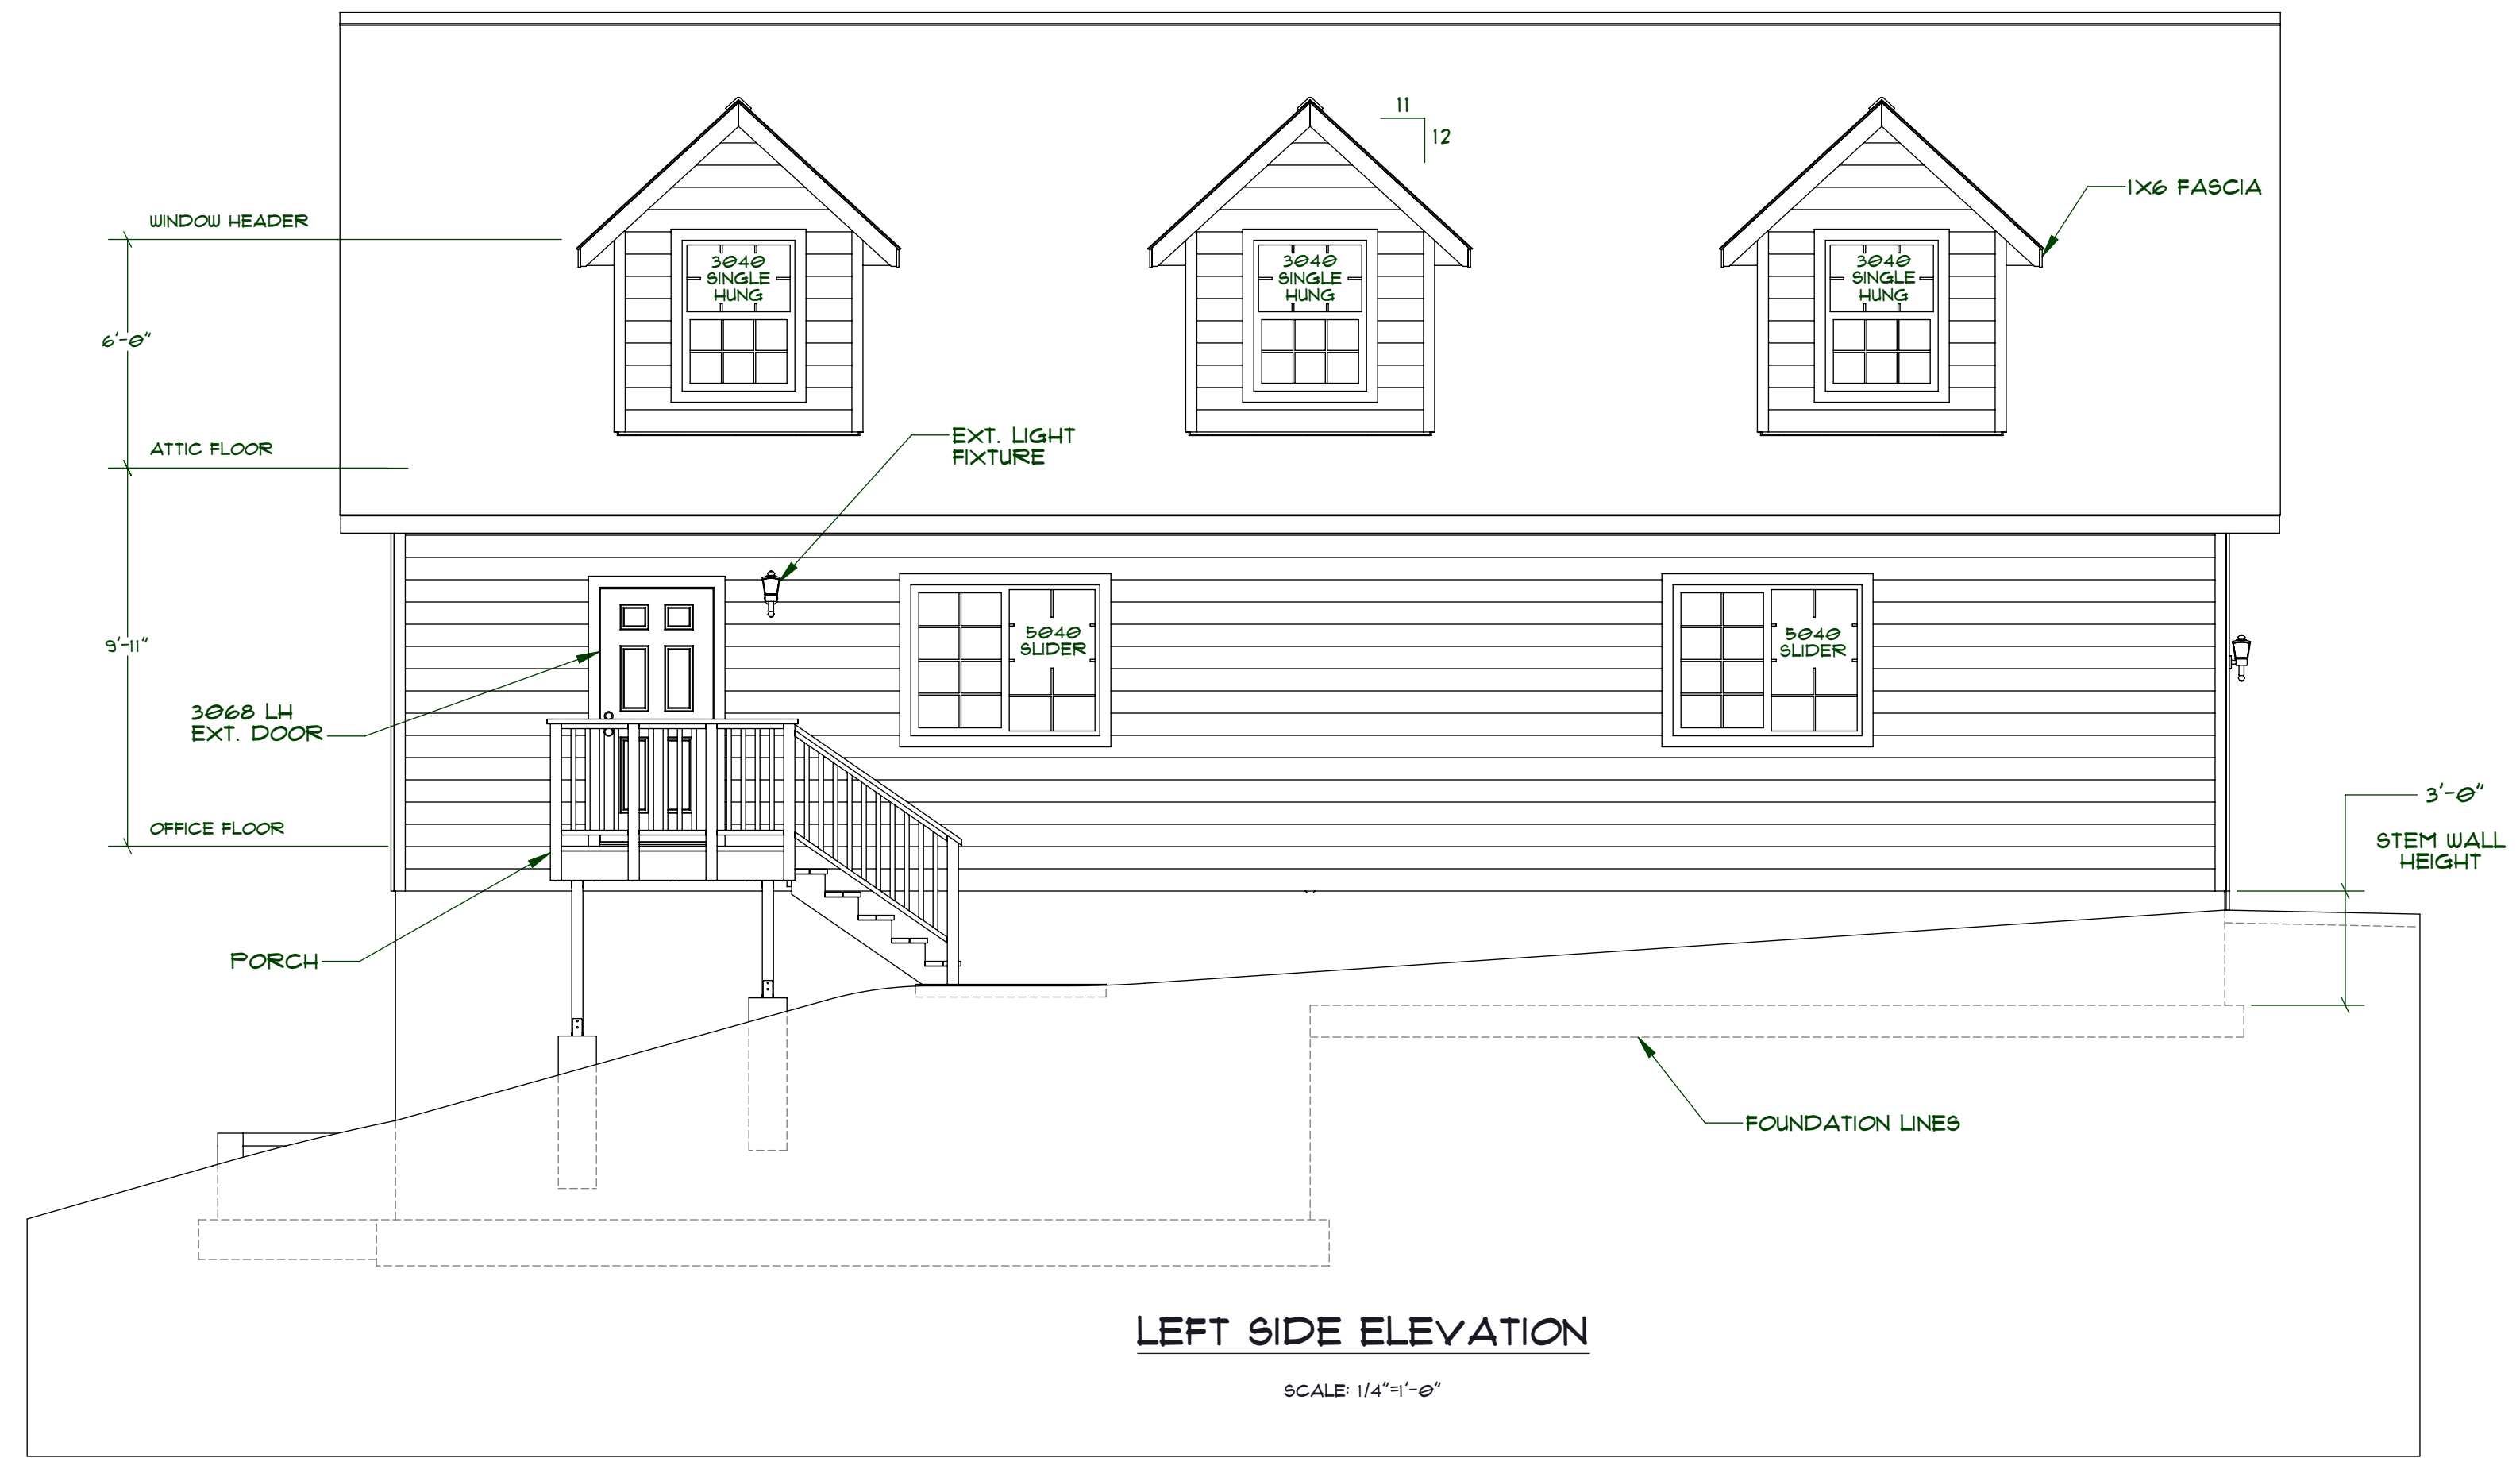 11
12
1X6 FASCIA
WINDOW HEADER
3040
SINGLE
HUNG
3040
SINGLE
HUNG
3040
SINGLE
HUNG
6'-0"
ATTIC FLOOR
EXT. LIGHT
FIXTURE
9'-11"
5040
SLIDER
5040
SLIDER
3068 LH
EXT. DOOR
3'-0"
STEM WALL
HEIGHT
OFFICE FLOOR
PORCH
FOUNDATION LINES
LEFT SIDE ELEVATION
SCALE: 1/4"=1'-0"